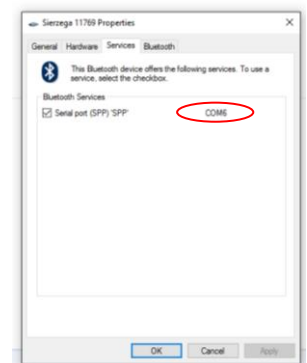 Sierzega 11769 Properties
General Hardware Services Bluetooth
This Bluetooth device offers the following services. To use a
service, select the checkbox.
Bluetooth Services
Serial port (SPP) 'SPP' COM6
OK Cancel Apply